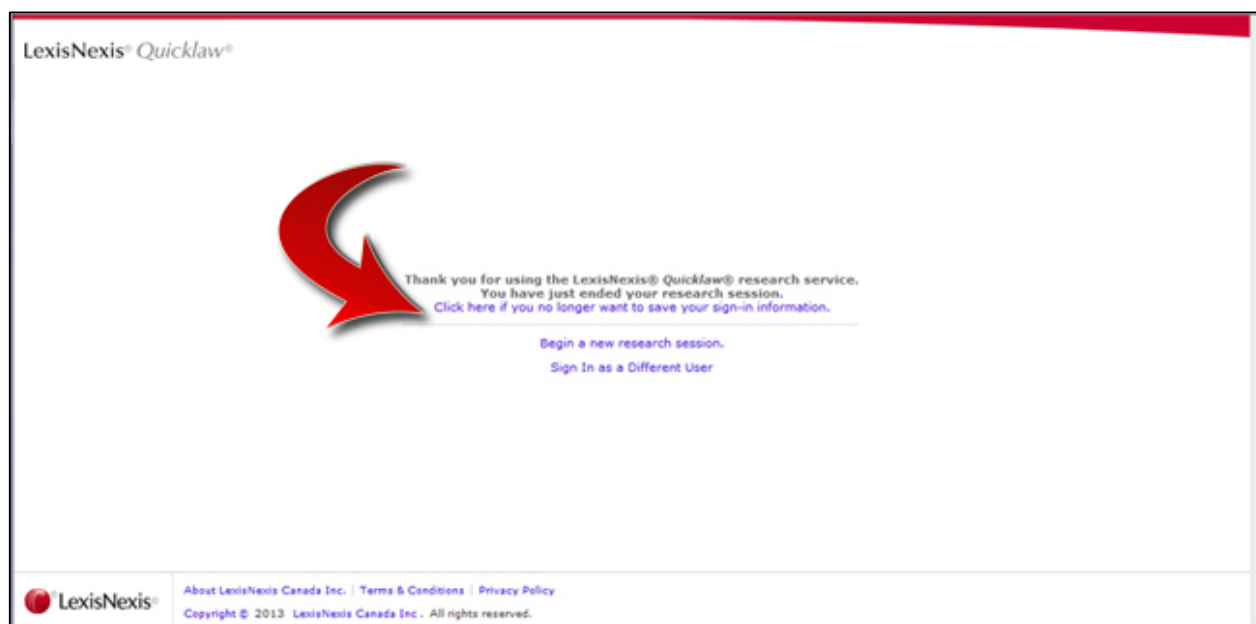 LexisNexis® Quicklaw®
Thank you for using the LexisNexis® Quicklaw® research service.
You have just ended your research session.
Click here if you no longer want to save your sign-in information.
Begin a new research session.
Sign In as a Different User
LexisNexis®
About LexisNexis Canada Inc. | Terms & Conditions | Privacy Policy
Copyright © 2013 LexisNexis Canada Inc. All rights reserved.